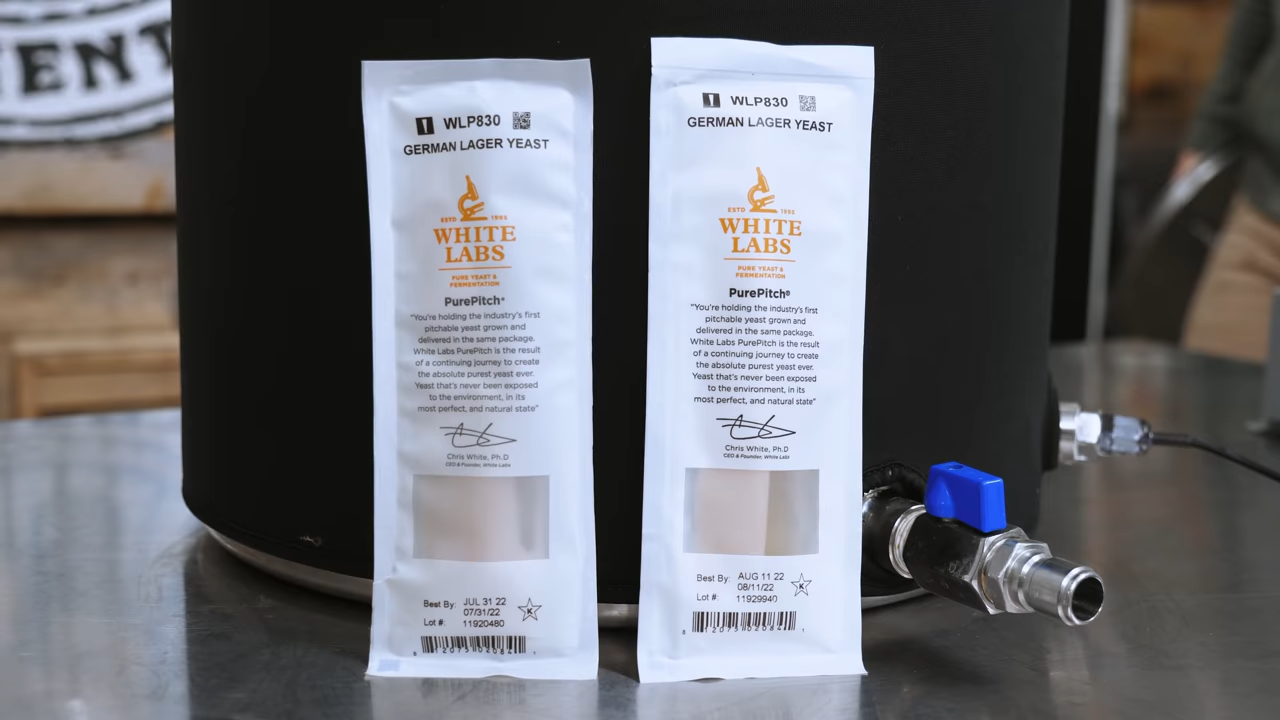 ENT
1 WLP830
GERMAN LAGER YEAST
ESTD 1995
WHITE
LABS
PURE YEAST &
FERMENTATION
PurePitch®
"You're holding the industry's first
pitchable yeast grown and
delivered in the same package.
White Labs PurePitch is the result
of a continuing journey to create
the absolute purest yeast ever.
Yeast that's never been exposed
to the environment, in its
most perfect, and natural state"
Chris White, Ph.D
CEO & Founder, White Labs
Best By: JUL 31 22
07/31/22
Lot #: 11920480
K
1 WLP830
GERMAN LAGER YEAST
ESTD 1995
WHITE
LABS
PURE YEAST &
FERMENTATION
PurePitch®
"You're holding the industry's first
pitchable yeast grown and
delivered in the same package.
White Labs PurePitch is the result
of a continuing journey to create
the absolute purest yeast ever.
Yeast that's never been exposed
to the environment, in its
most perfect, and natural state"
Chris White, Ph.D
CEO & Founder, White Labs
Best By: AUG 11 22
08/11/22
Lot #: 11929940
K